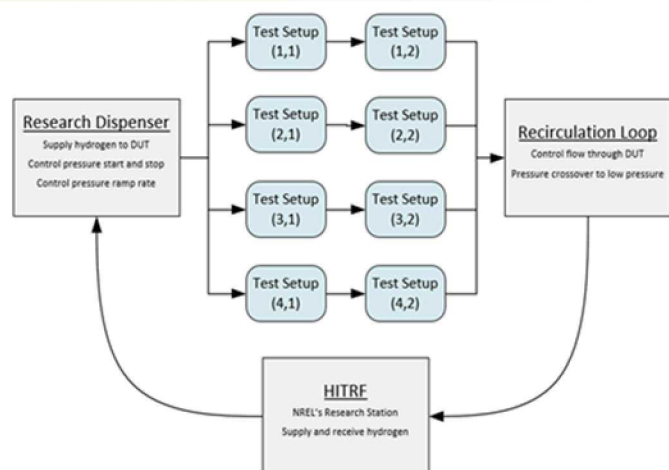 Research Dispenser
Supply hydrogen to DUT
Control pressure start and stop
Control pressure ramp rate
Test Setup
(1,1)
Test Setup
(1,2)
Test Setup
(2,1)
Test Setup
(2,2)
Test Setup
(3,1)
Test Setup
(3,2)
Test Setup
(4,1)
Test Setup
(4,2)
Recirculation Loop
Control flow through DUT
Pressure crossover to low pressure
HITRF
NREL's Research Station
Supply and receive hydrogen